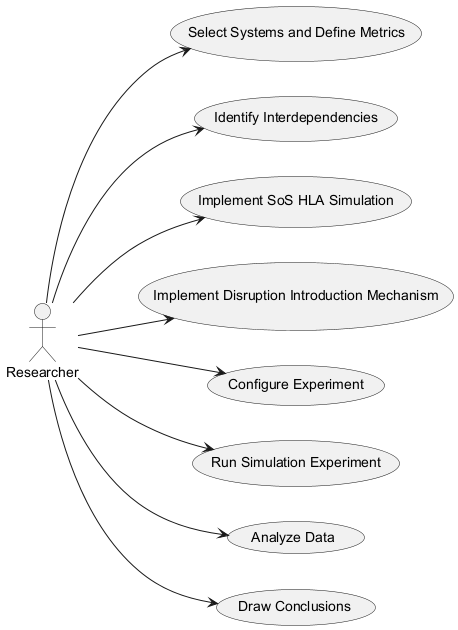 Select Systems and Define Metrics
Identify Interdependencies
Implement SoS HLA Simulation
Implement Disruption Introduction Mechanism
Researcher
Configure Experiment
Run Simulation Experiment
Analyze Data
Draw Conclusions